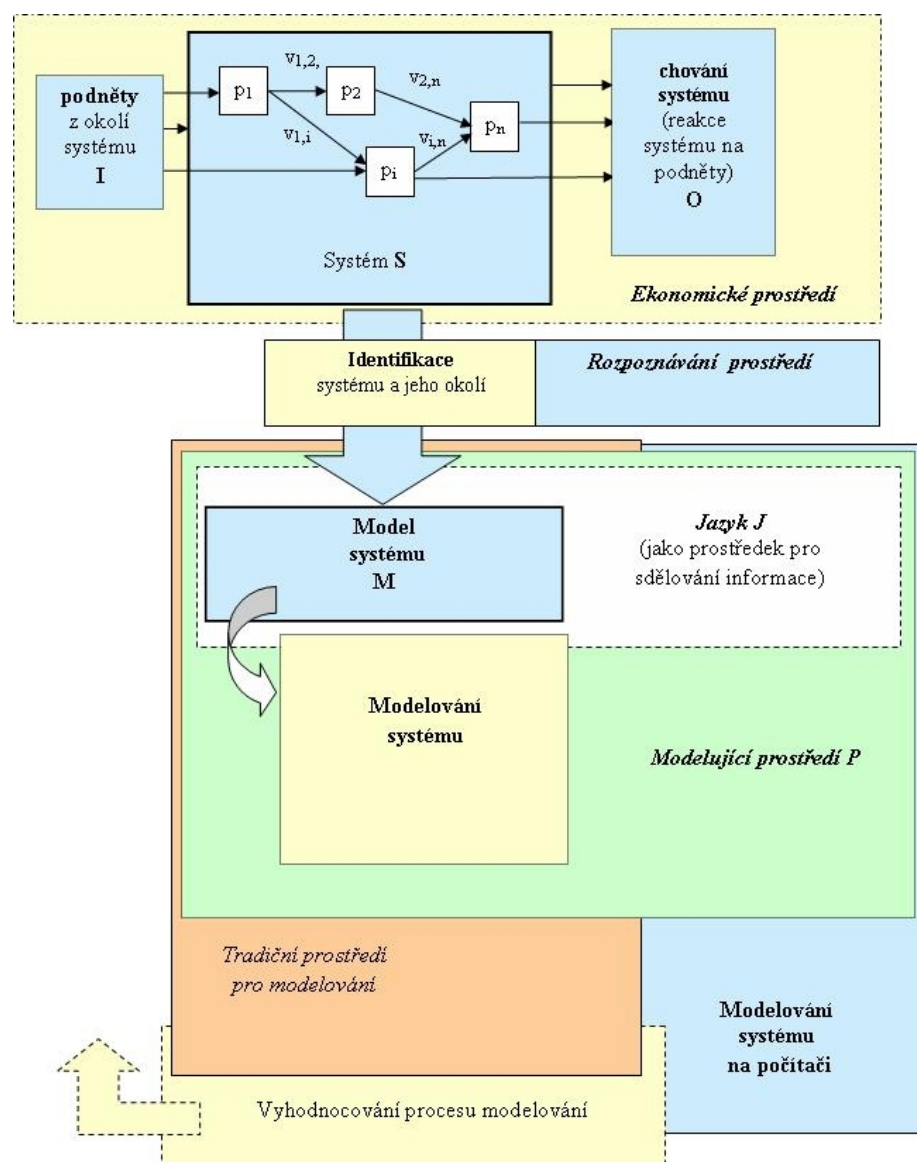 podněty
z okolí
systému
I
p1
v1,2,
p2
v2,n
v1,i
pi
vi,n
pn
Systém S
chování
systému
(reakce
systému na
podněty)
O
Ekonomické prostředí
Identifikace
systému a jeho okolí
Rozpoznávání prostředí
Model
systému
M
Jazyk J
(jako prostředek pro
sdělování informace)
Modelování
systému
Modelující prostředí P
Tradiční prostředí
pro modelování
Modelování
systému
na počítači
Vyhodnocování procesu modelování